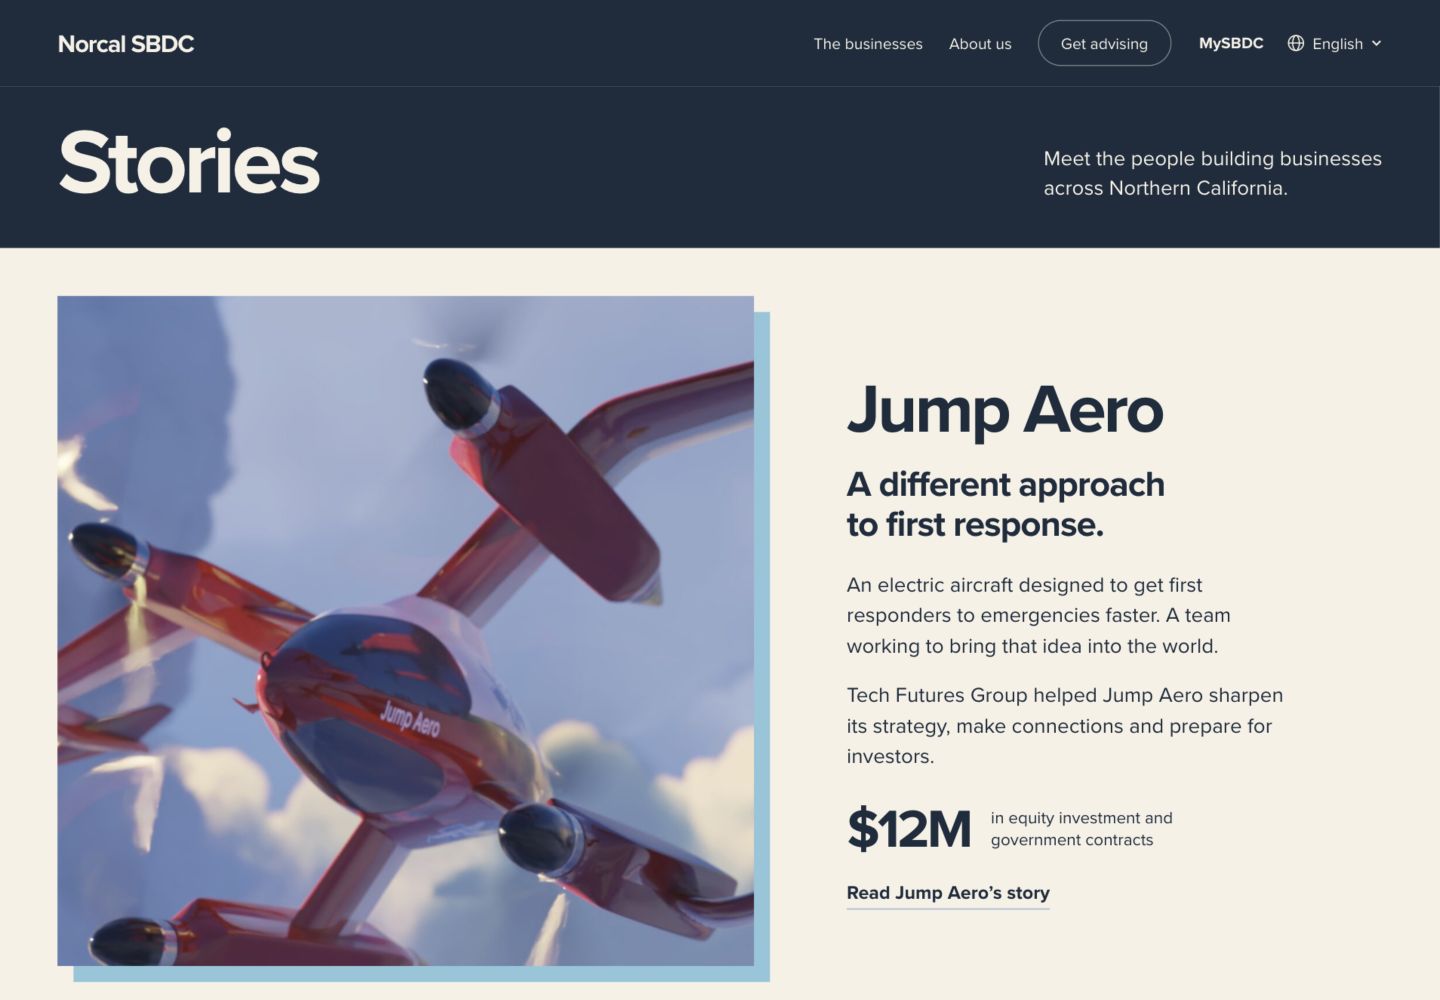 Norcal SBDC
The businesses
About us
Get advising
MySBDC
English
Stories
Meet the people building businesses
across Northern California.
Jump Aero
Jump Aero
A different approach
to first response.
An electric aircraft designed to get first
responders to emergencies faster. A team
working to bring that idea into the world.
Tech Futures Group helped Jump Aero sharpen
its strategy, make connections and prepare for
investors.
$12M
in equity investment and
government contracts
Read Jump Aero’s story